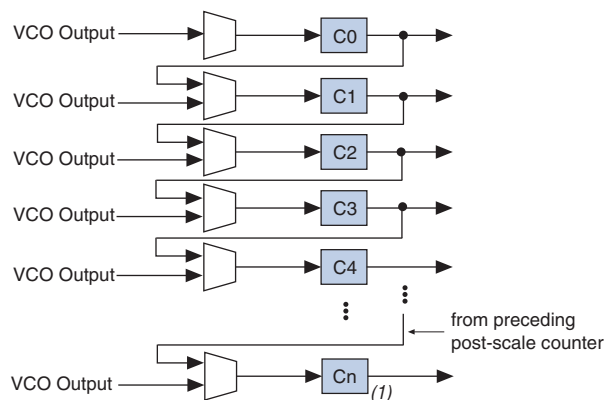 VCO Output
C0
VCO Output
C1
VCO Output
C2
VCO Output
C3
VCO Output
C4
from preceding
post-scale counter
VCO Output
Cn
(1)